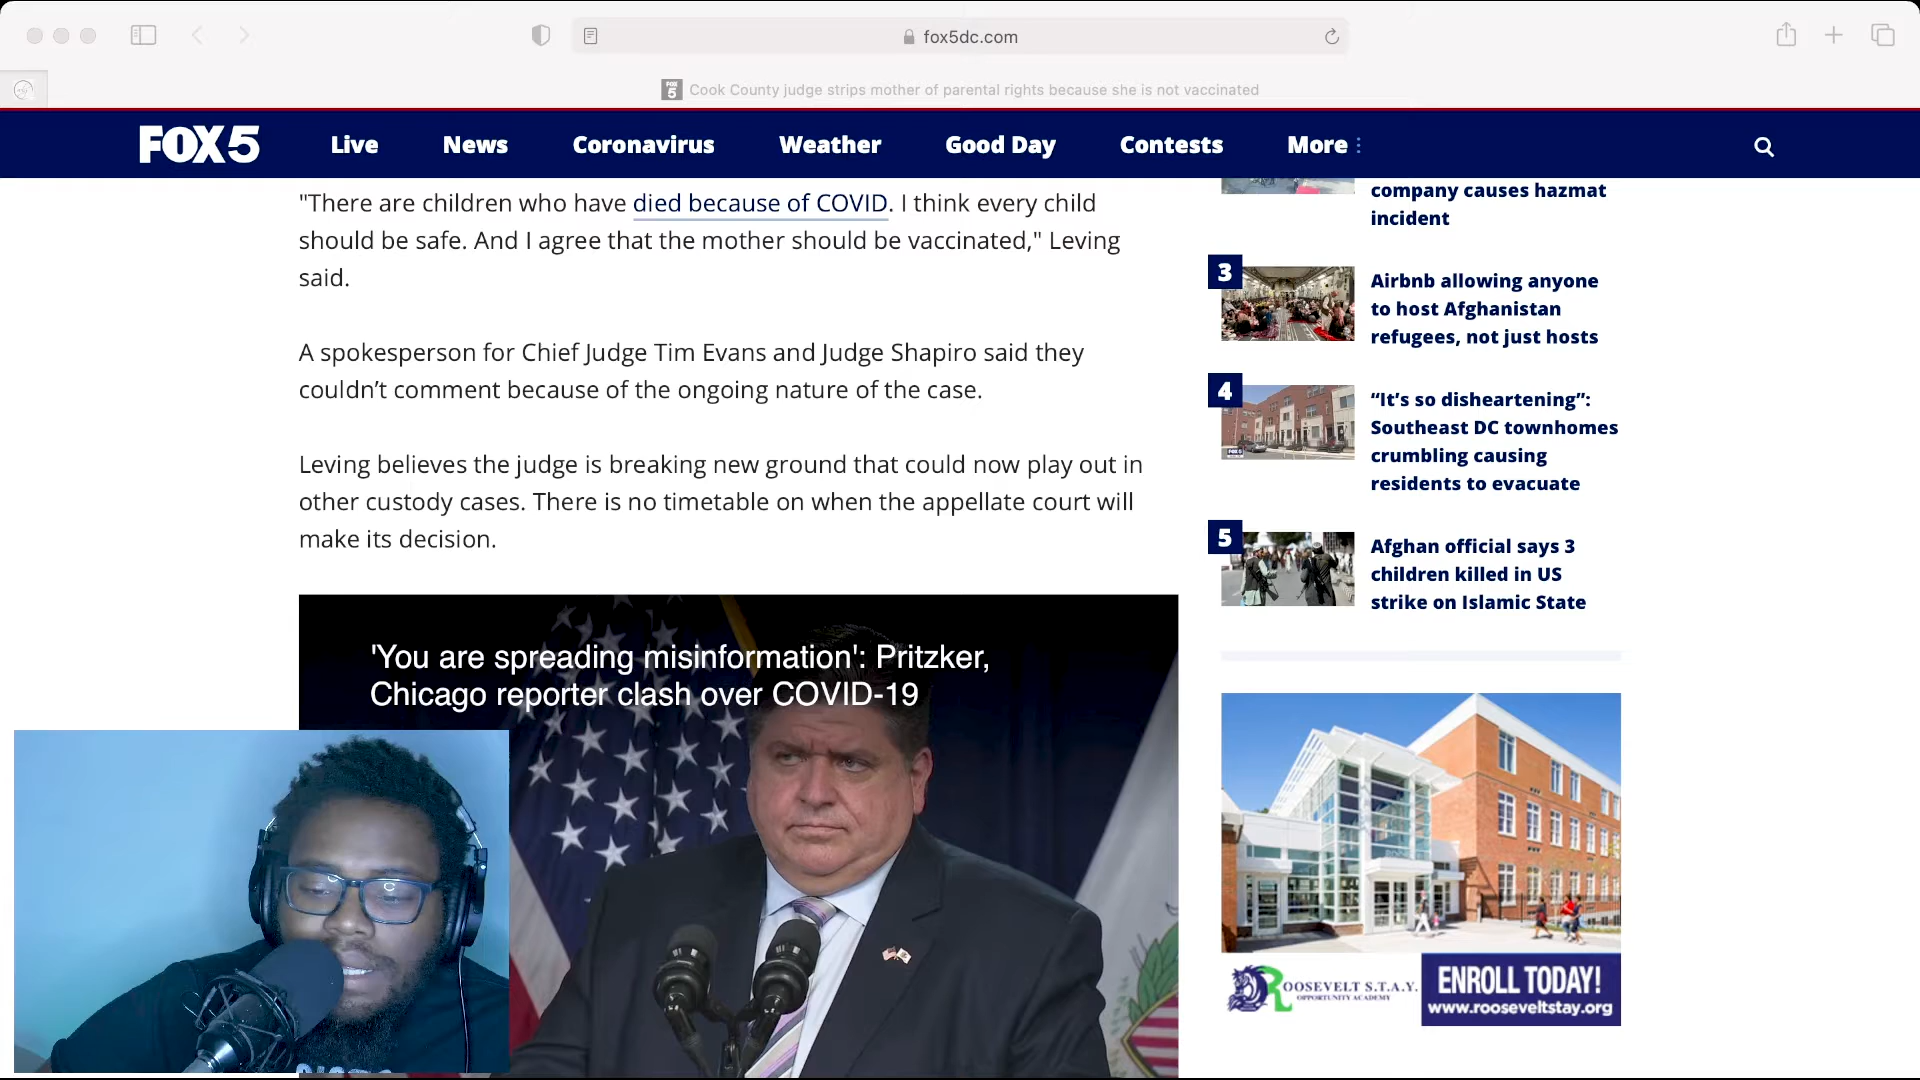 fox5dc.com
FOX 5
Cook County judge strips mother of parental rights because she is not vaccinated
FOX 5
Live
News
Coronavirus
Weather
Good Day
Contests
More
"There are children who have died because of COVID. I think every child
should be safe. And I agree that the mother should be vaccinated," Leving
said.
A spokesperson for Chief Judge Tim Evans and Judge Shapiro said they
couldn’t comment because of the ongoing nature of the case.
Leving believes the judge is breaking new ground that could now play out in
other custody cases. There is no timetable on when the appellate court will
make its decision.
'You are spreading misinformation': Pritzker,
Chicago reporter clash over COVID-19
company causes hazmat
incident
3
Airbnb allowing anyone
to host Afghanistan
refugees, not just hosts
4
“It’s so disheartening”:
Southeast DC townhomes
crumbling causing
residents to evacuate
5
Afghan official says 3
children killed in US
strike on Islamic State
ROOSEVELT S.T.A.Y.
OPPORTUNITY ACADEMY
ENROLL TODAY!
www.rooseveltstay.org